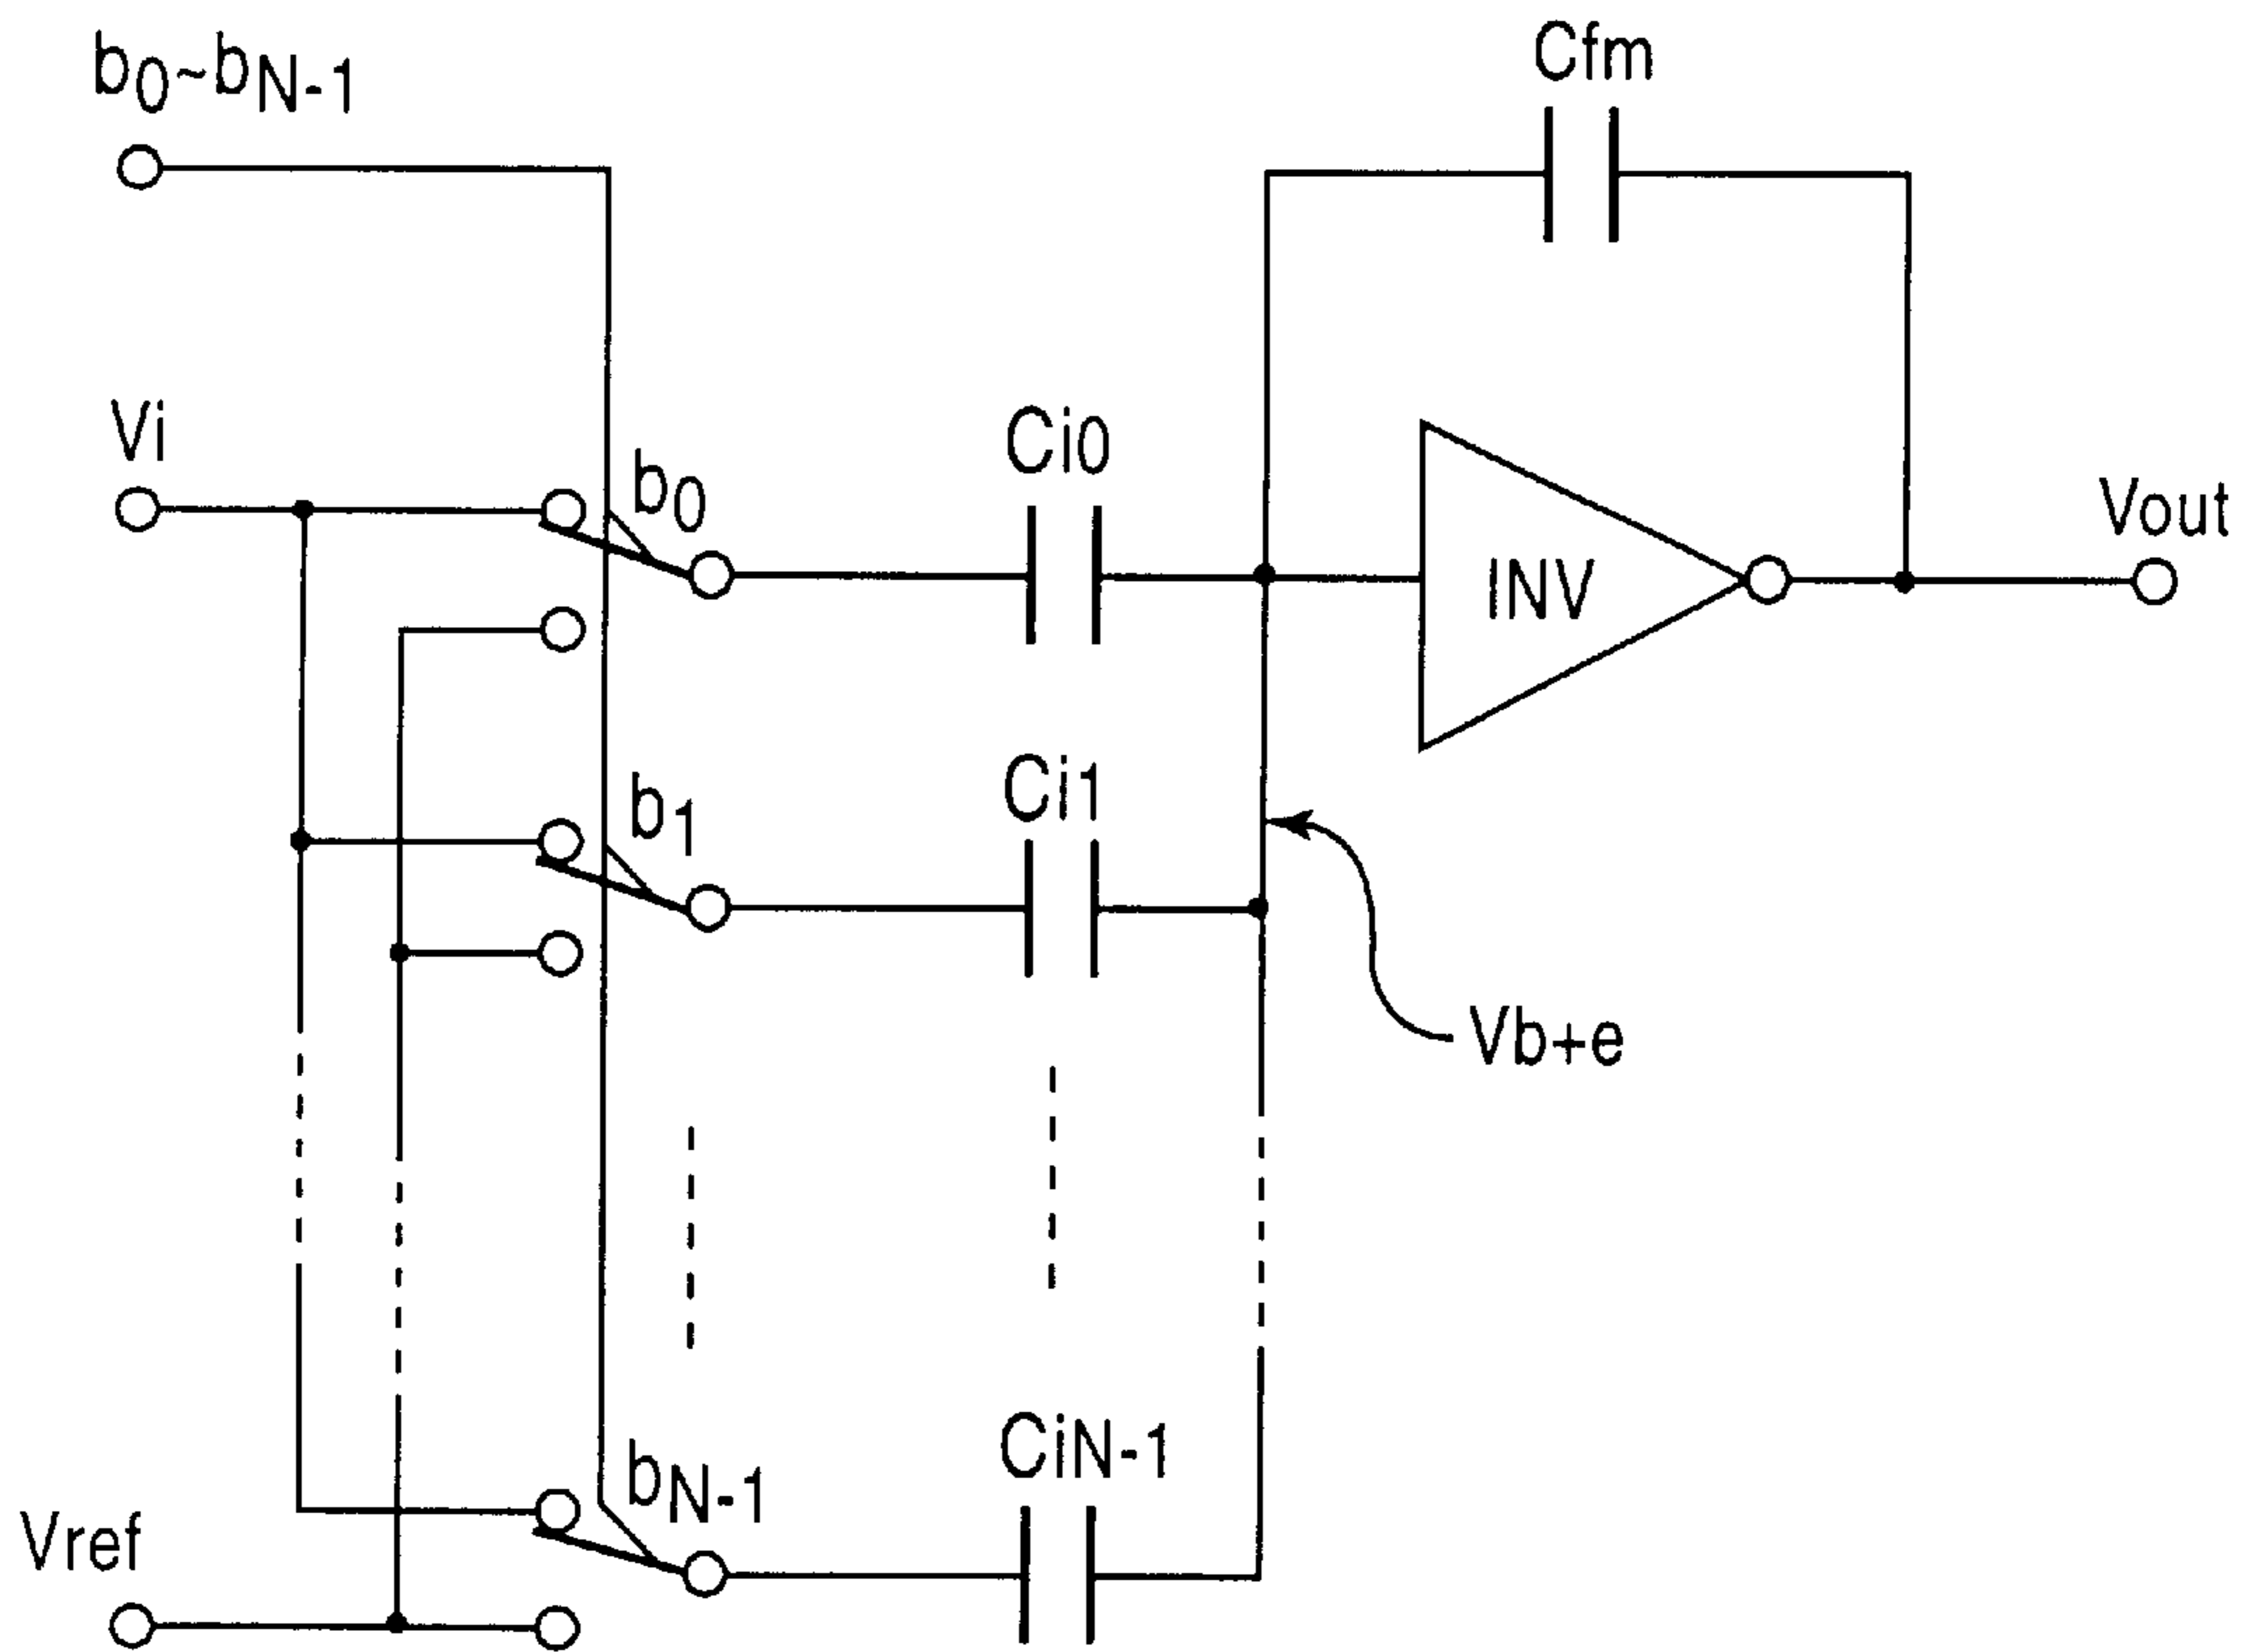 Cfm
b0~bN-1
Vi
b0
Ci0
INV
Vout
b1
Ci1
Vb+e
bN-1
CiN-1
Vref